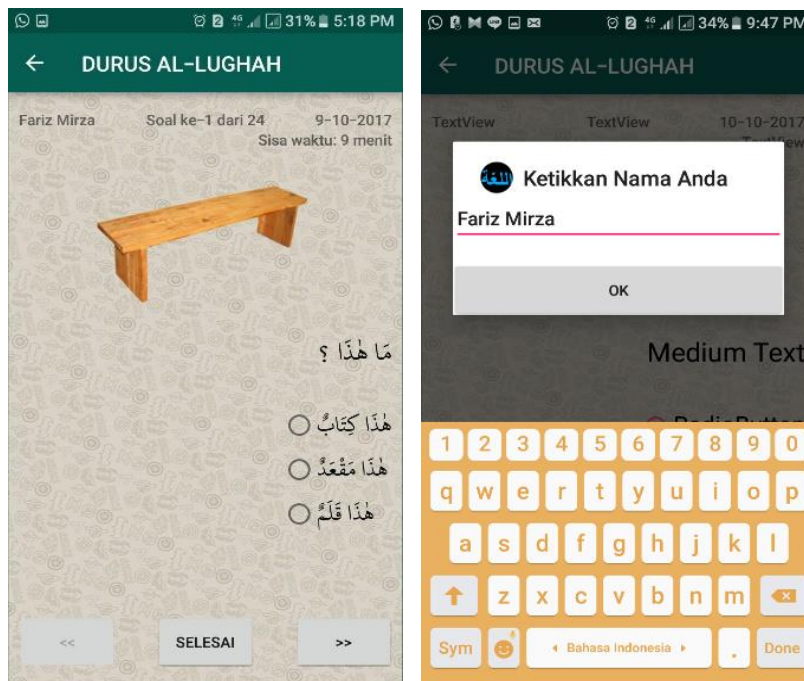 31% 5:18 PM
DURUS AL-LUGHAH
Fariz Mirza Soal ke-1 dari 24 9-10-2017
Sisa waktu: 9 menit
مَا هٰذَا ؟
هٰذَا كِتَابٌ
هٰذَا مَقْعَدٌ
هٰذَا قَلَمٌ
<< SELESAI >>
34% 9:47 PM
DURUS AL-LUGHAH
TextView TextView 10-10-2017
TextView
اللغة Ketikkan Nama Anda
Fariz Mirza
OK
Medium Text
RadioButton
1 2 3 4 5 6 7 8 9 0
q w e r t y u i o p
a s d f g h j k l
z x c v b n m
Sym Bahasa Indonesia . Done